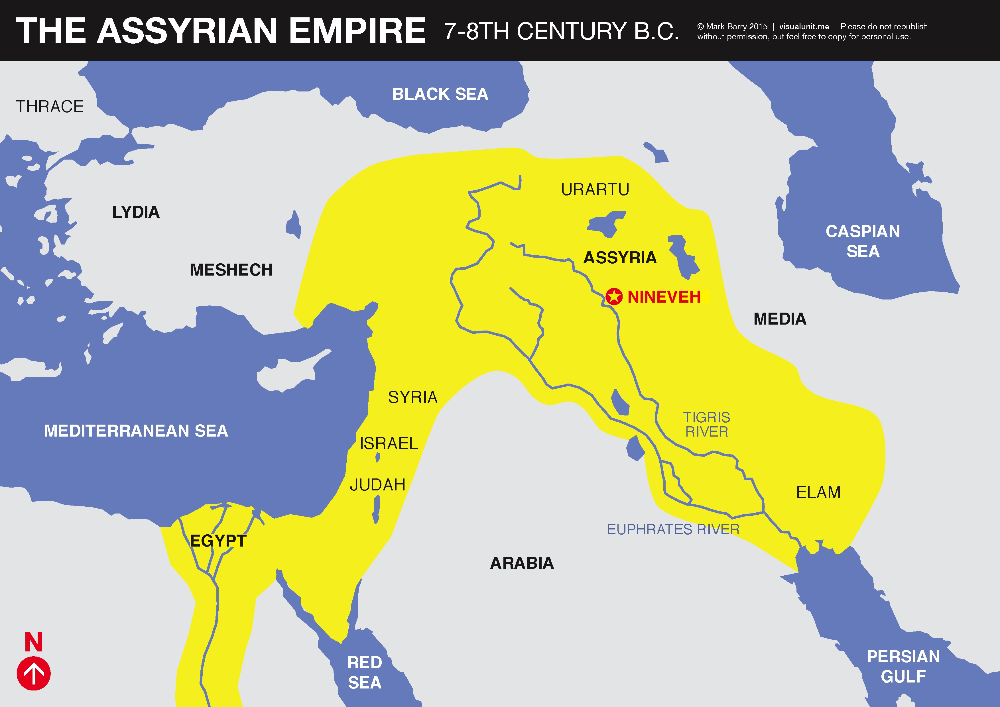 THE ASSYRIAN EMPIRE 7-8TH CENTURY B.C.
© Mark Barry 2015 | visualunit.me | Please do not republish
without permission, but feel free to copy for personal use.
BLACK SEA
THRACE
URARTU
LYDIA
CASPIAN
SEA
ASSYRIA
MESHECH
NINEVEH
MEDIA
SYRIA
TIGRIS
RIVER
MEDITERRANEAN SEA
ISRAEL
JUDAH
ELAM
EUPHRATES RIVER
EGYPT
ARABIA
N
RED
SEA
PERSIAN
GULF